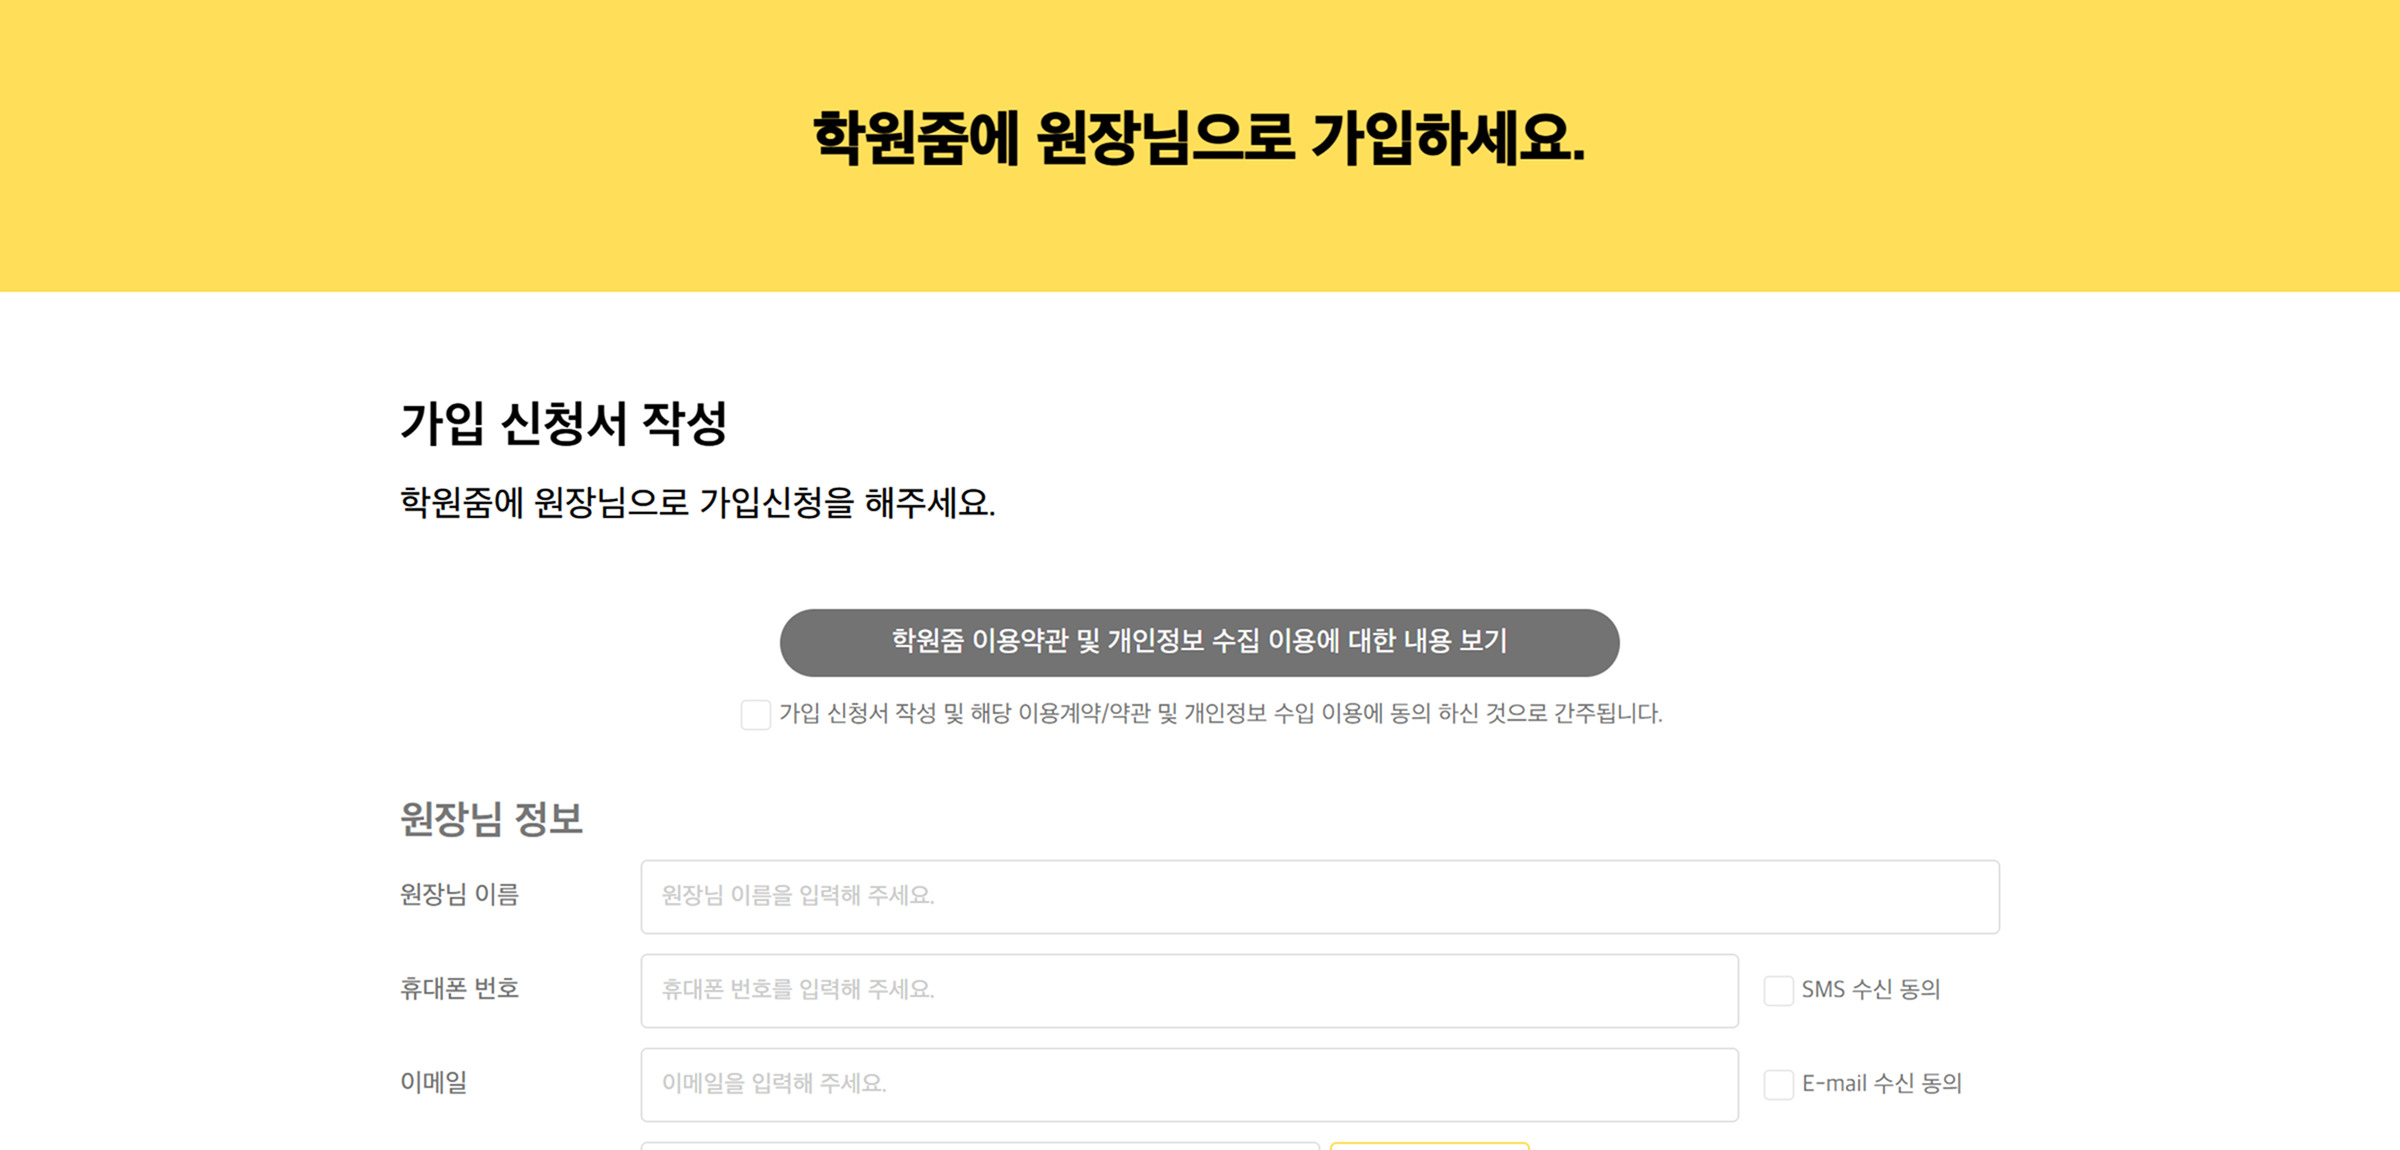 학원줌에 원장님으로 가입하세요.
가입 신청서 작성
학원줌에 원장님으로 가입신청을 해주세요.
학원줌 이용약관 및 개인정보 수집 이용에 대한 내용 보기
가입 신청서 작성 및 해당 이용계약/약관 및 개인정보 수입 이용에 동의 하신 것으로 간주됩니다.
원장님 정보
원장님 이름 원장님 이름을 입력해 주세요.
휴대폰 번호 휴대폰 번호를 입력해 주세요. SMS 수신 동의
이메일 이메일을 입력해 주세요. E-mail 수신 동의